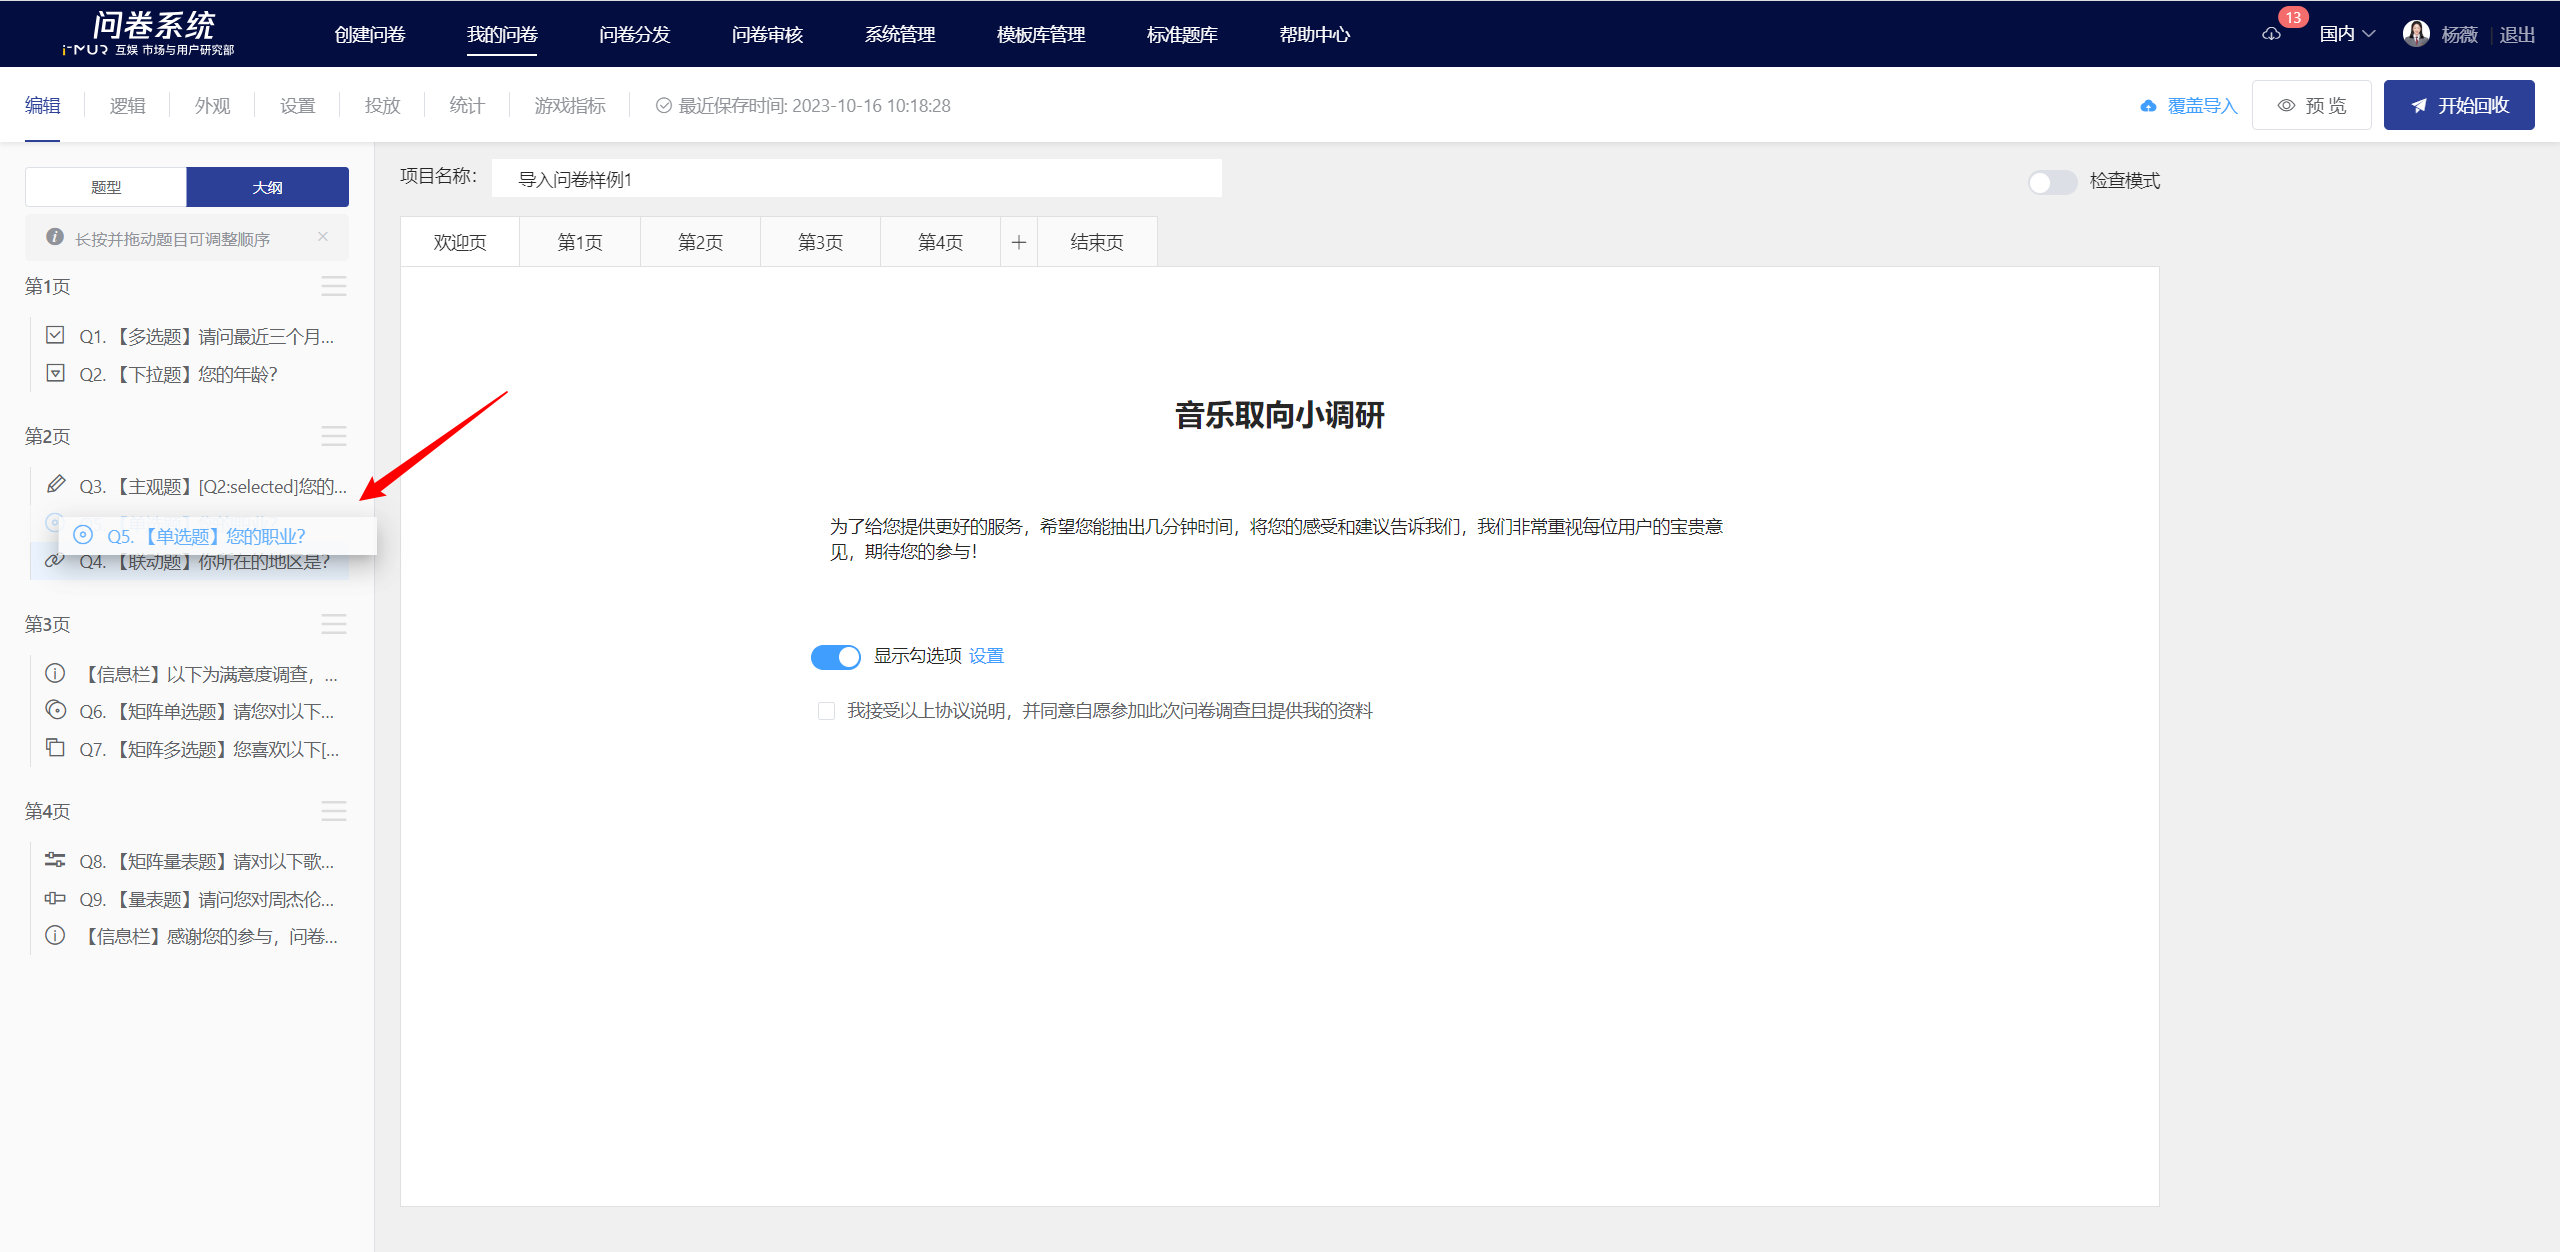 问卷系统
i-MUR 互娱 市场与用户研究部
创建问卷 我的问卷 问卷分发 问卷审核 系统管理 模板库管理 标准题库 帮助中心
13
国内 杨薇 退出
编辑 逻辑 外观 设置 投放 统计 游戏指标 最近保存时间: 2023-10-16 10:18:28
覆盖导入 预 览 开始回收
题型 大纲
长按并拖动题目可调整顺序
项目名称: 导入问卷样例1
检查模式
欢迎页 第1页 第2页 第3页 第4页 + 结束页
第1页
Q1.【多选题】请问最近三个月...
Q2.【下拉题】您的年龄?
第2页
Q3.【主观题】[Q2:selected]您的...
Q5.【单选题】您的职业?
Q4.【联动题】你所在的地区是?
第3页
【信息栏】以下为满意度调查，...
Q6.【矩阵单选题】请您对以下...
Q7.【矩阵多选题】您喜欢以下[...
第4页
Q8.【矩阵量表题】请对以下歌...
Q9.【量表题】请问您对周杰伦...
【信息栏】感谢您的参与，问卷...
音乐取向小调研
为了给您提供更好的服务，希望您能抽出几分钟时间，将您的感受和建议告诉我们，我们非常重视每位用户的宝贵意
见，期待您的参与！
显示勾选项 设置
我接受以上协议说明，并同意自愿参加此次问卷调查且提供我的资料